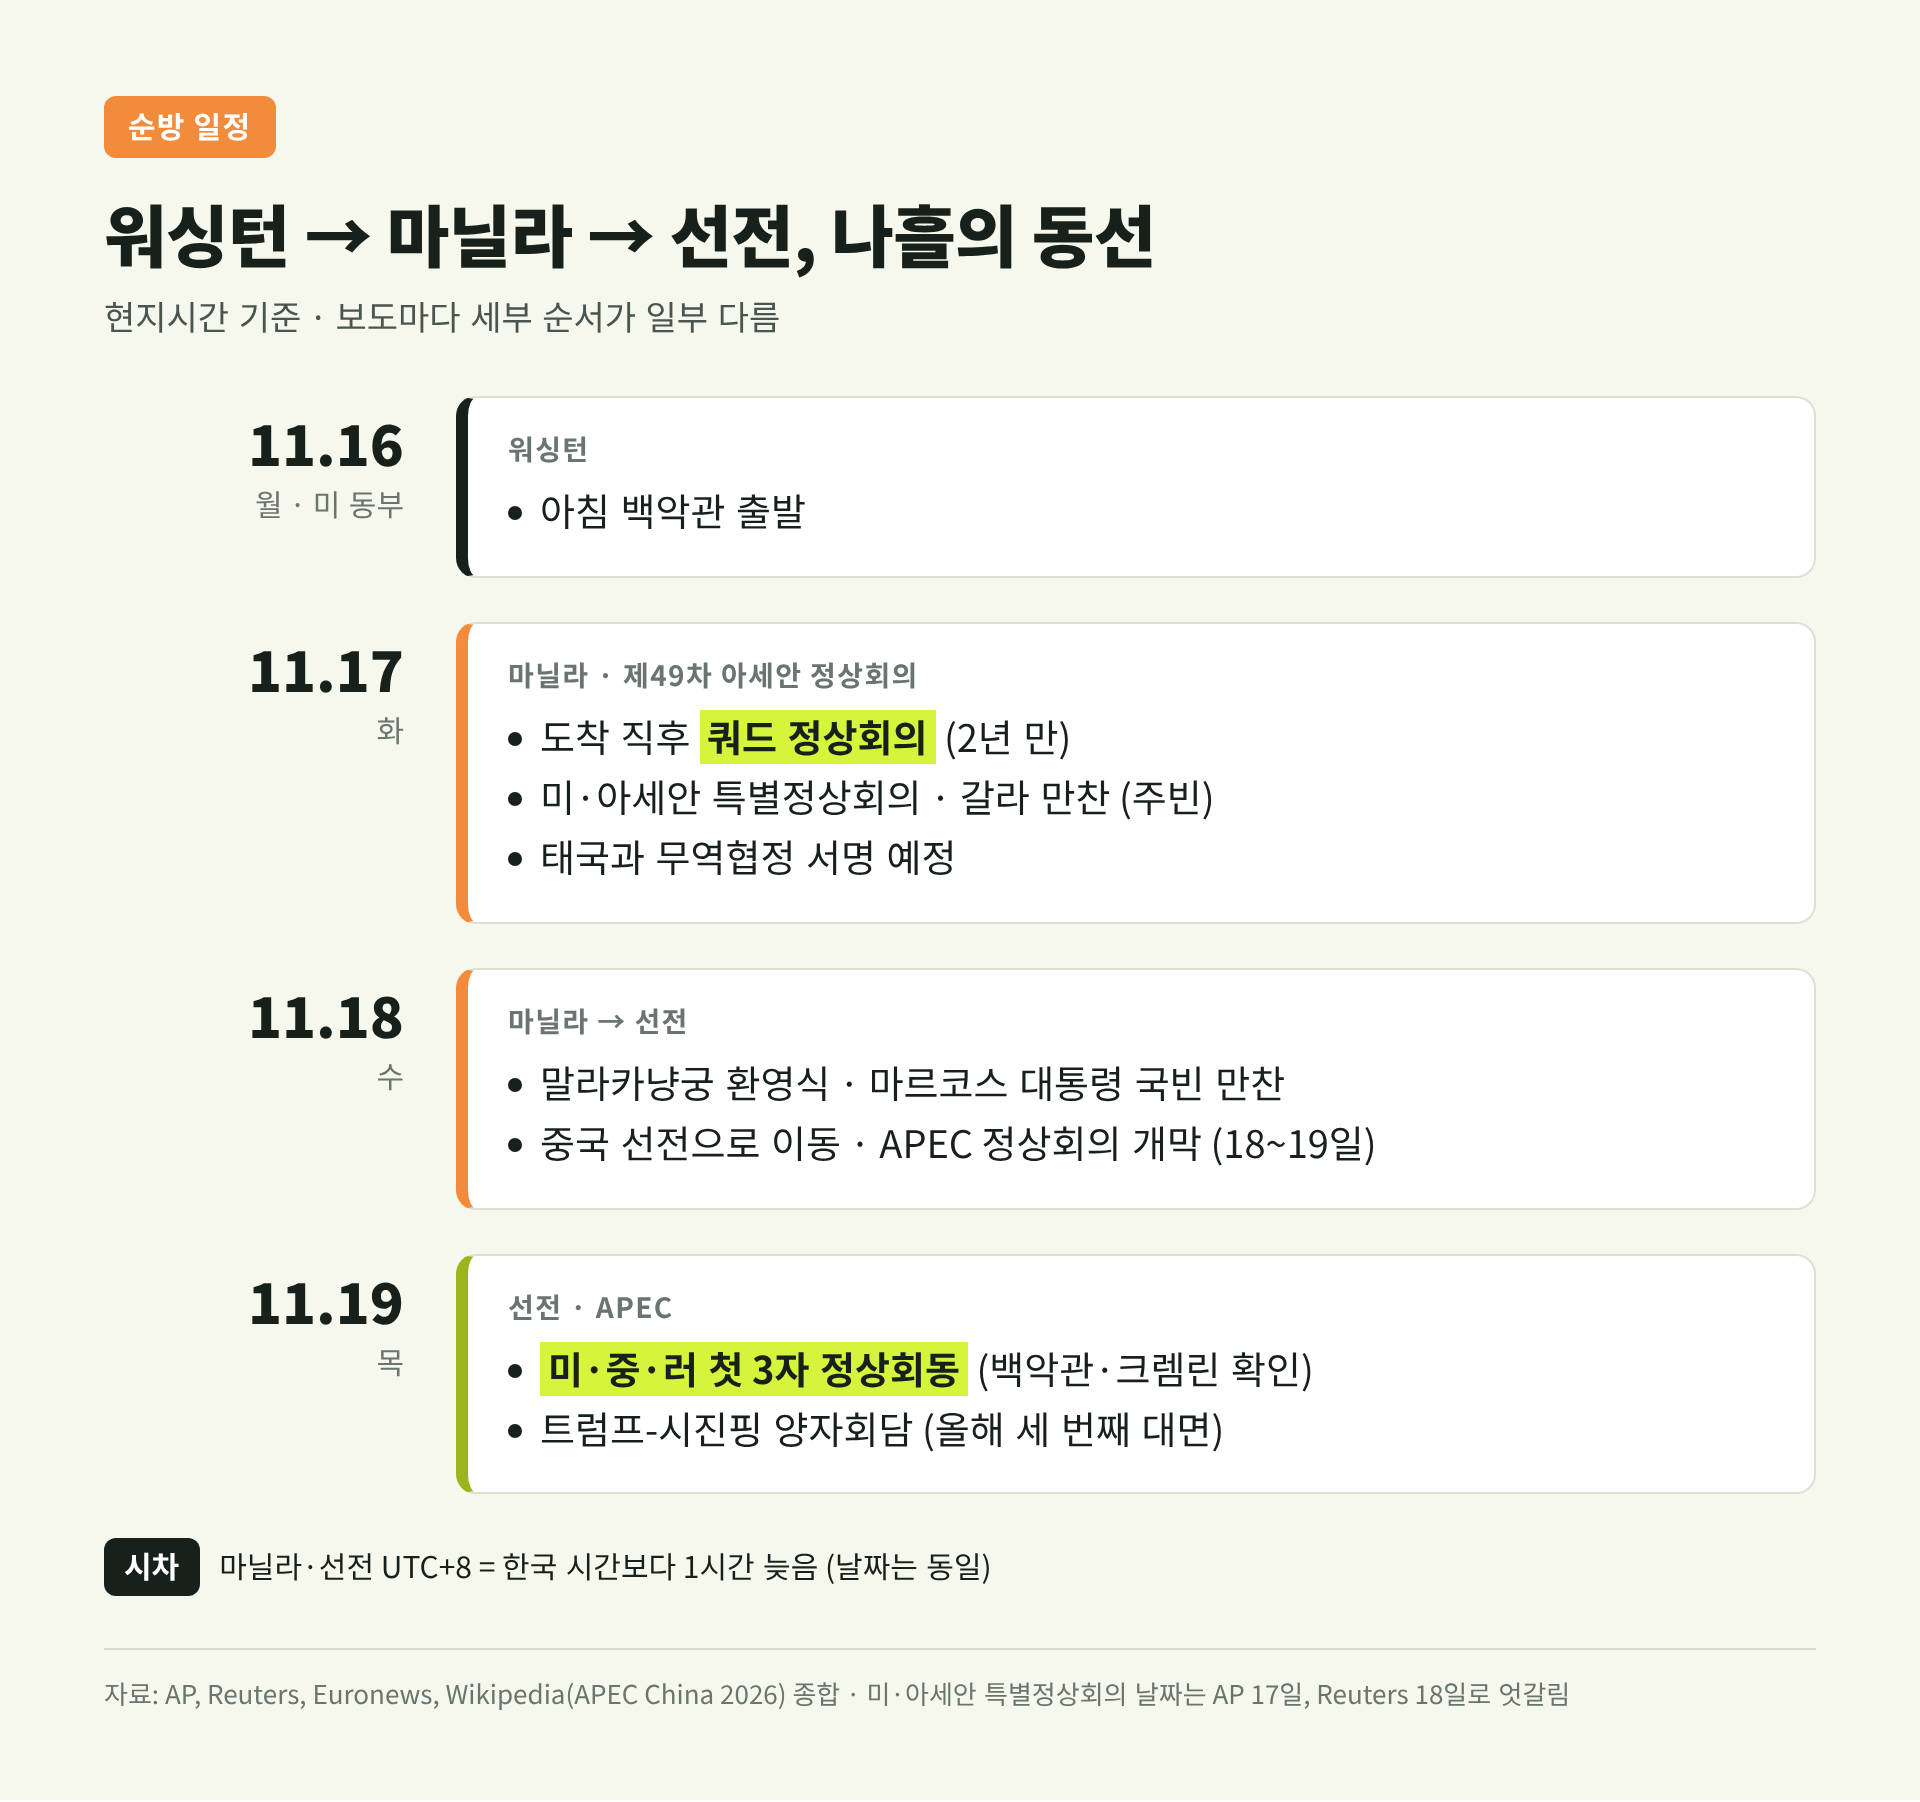 순방 일정
워싱턴 → 마닐라 → 선전, 나흘의 동선
현지시간 기준 · 보도마다 세부 순서가 일부 다름
11.16
월 · 미 동부
워싱턴
• 아침 백악관 출발
11.17
화
마닐라 · 제49차 아세안 정상회의
• 도착 직후 쿼드 정상회의 (2년 만)
• 미·아세안 특별정상회의 · 갈라 만찬 (주빈)
• 태국과 무역협정 서명 예정
11.18
수
마닐라 → 선전
• 말라카냥궁 환영식 · 마르코스 대통령 국빈 만찬
• 중국 선전으로 이동 · APEC 정상회의 개막 (18~19일)
11.19
목
선전 · APEC
• 미·중·러 첫 3자 정상회동 (백악관·크렘린 확인)
• 트럼프-시진핑 양자회담 (올해 세 번째 대면)
시차 마닐라·선전 UTC+8 = 한국 시간보다 1시간 늦음 (날짜는 동일)
자료: AP, Reuters, Euronews, Wikipedia(APEC China 2026) 종합 · 미·아세안 특별정상회의 날짜는 AP 17일, Reuters 18일로 엇갈림